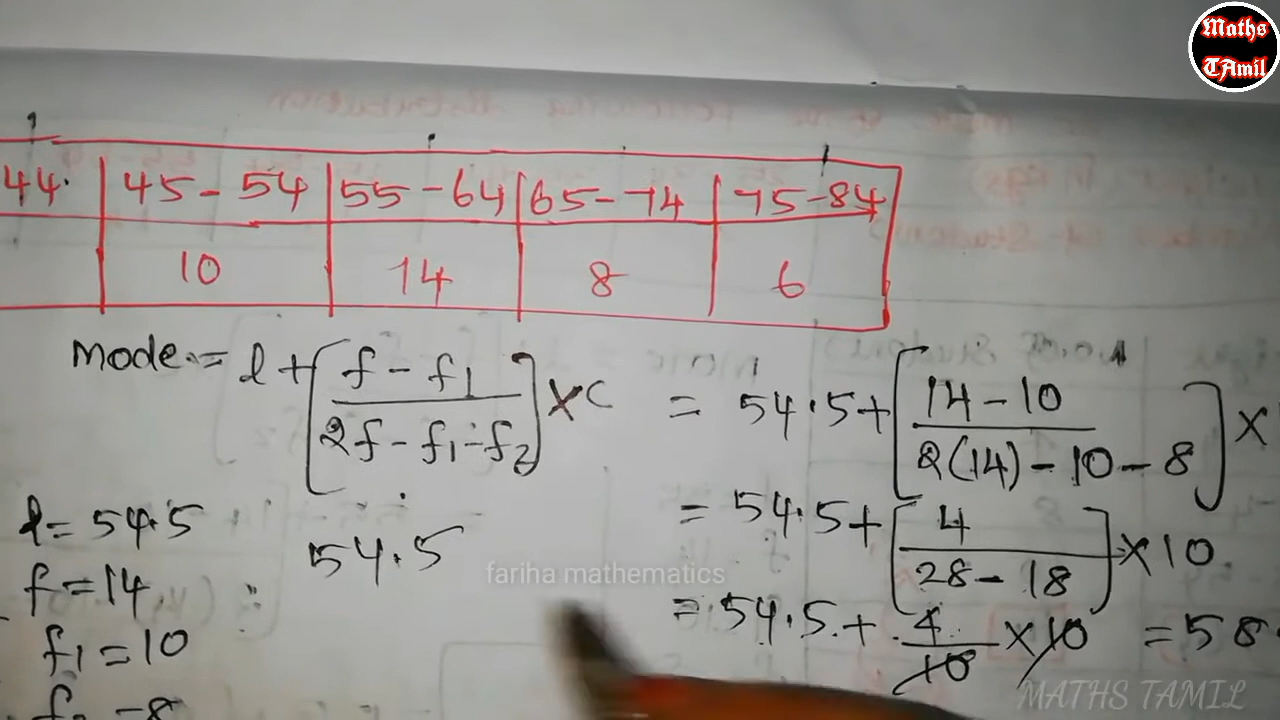 Maths
TAmil
44. 45-54 55-64 65-74 75-84
10 14 8 6
Mode = l + [f - f1 / 2f - f1 - f2] × C
l = 54.5
54.5
f = 14
f1 = 10
= 54.5 + [14 - 10 / 2(14) - 10 - 8] ×
= 54.5 + [4 / 28 - 18] × 10
= 54.5 + 4 / 10 × 10 = 58.
fariha mathematics
MATHS TAMIL